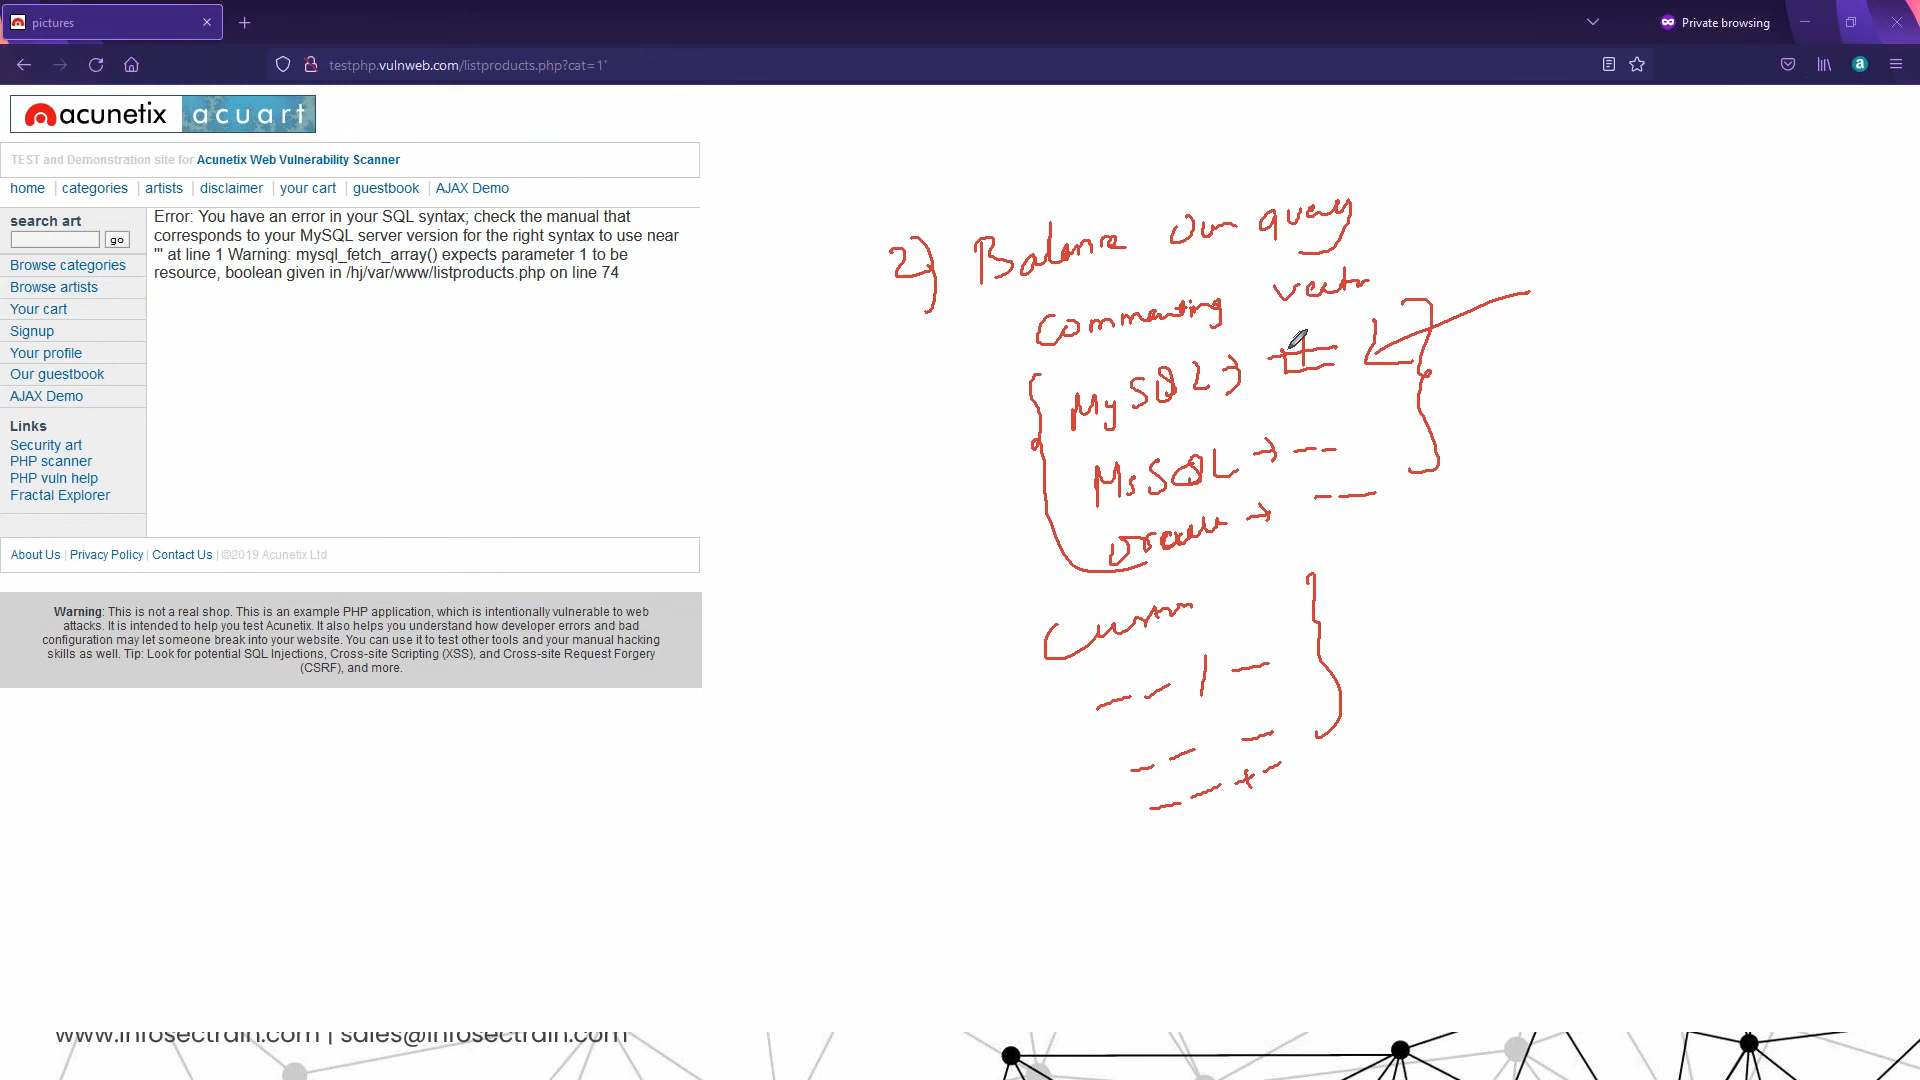 pictures
Private browsing
testphp.vulnweb.com/listproducts.php?cat=1'
acunetix acuart
TEST and Demonstration site for Acunetix Web Vulnerability Scanner
home | categories | artists | disclaimer | your cart | guestbook | AJAX Demo
search art
go
Browse categories
Browse artists
Your cart
Signup
Your profile
Our guestbook
AJAX Demo
Links
Security art
PHP scanner
PHP vuln help
Fractal Explorer
Error: You have an error in your SQL syntax; check the manual that
corresponds to your MySQL server version for the right syntax to use near
''' at line 1 Warning: mysql_fetch_array() expects parameter 1 to be
resource, boolean given in /hj/var/www/listproducts.php on line 74
About Us | Privacy Policy | Contact Us | ©2019 Acunetix Ltd
Warning: This is not a real shop. This is an example PHP application, which is intentionally vulnerable to web
attacks. It is intended to help you test Acunetix. It also helps you understand how developer errors and bad
configuration may let someone break into your website. You can use it to test other tools and your manual hacking
skills as well. Tip: Look for potential SQL Injections, Cross-site Scripting (XSS), and Cross-site Request Forgery
(CSRF), and more.
2) Balance Our query
Commenting vector
MySQL →
MsSQL → --
Oracle → --
Custom
-- / -
-- -
--+-
www.infosectrain.com | sales@infosectrain.com